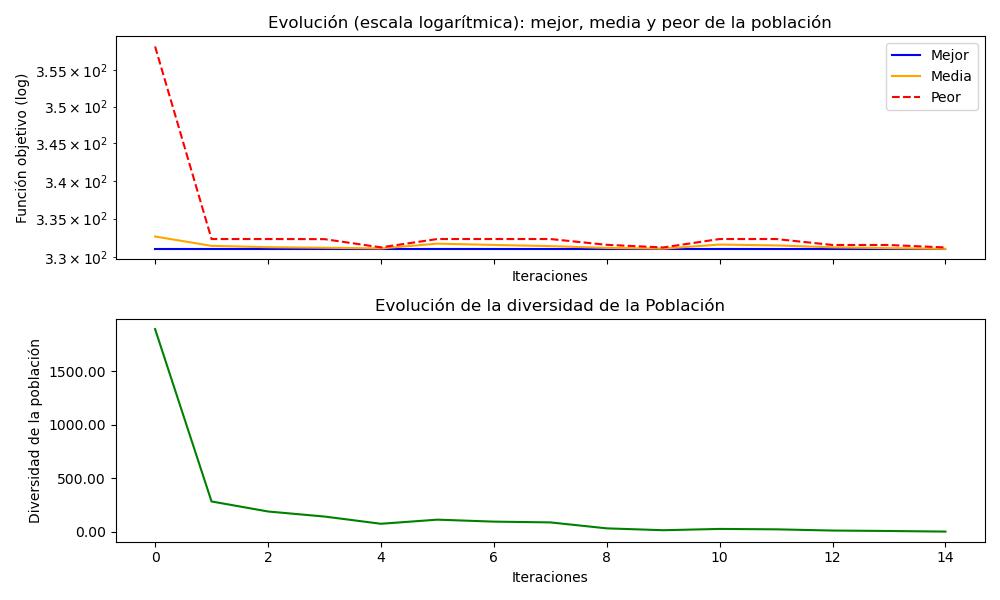 Evolución (escala logarítmica): mejor, media y peor de la población
Función objetivo (log)
3.55 × 10²
3.5 × 10²
3.45 × 10²
3.4 × 10²
3.35 × 10²
3.3 × 10²
Mejor
Media
Peor
Iteraciones
Evolución de la diversidad de la Población
Diversidad de la población
1500.00
1000.00
500.00
0.00
0 2 4 6 8 10 12 14
Iteraciones